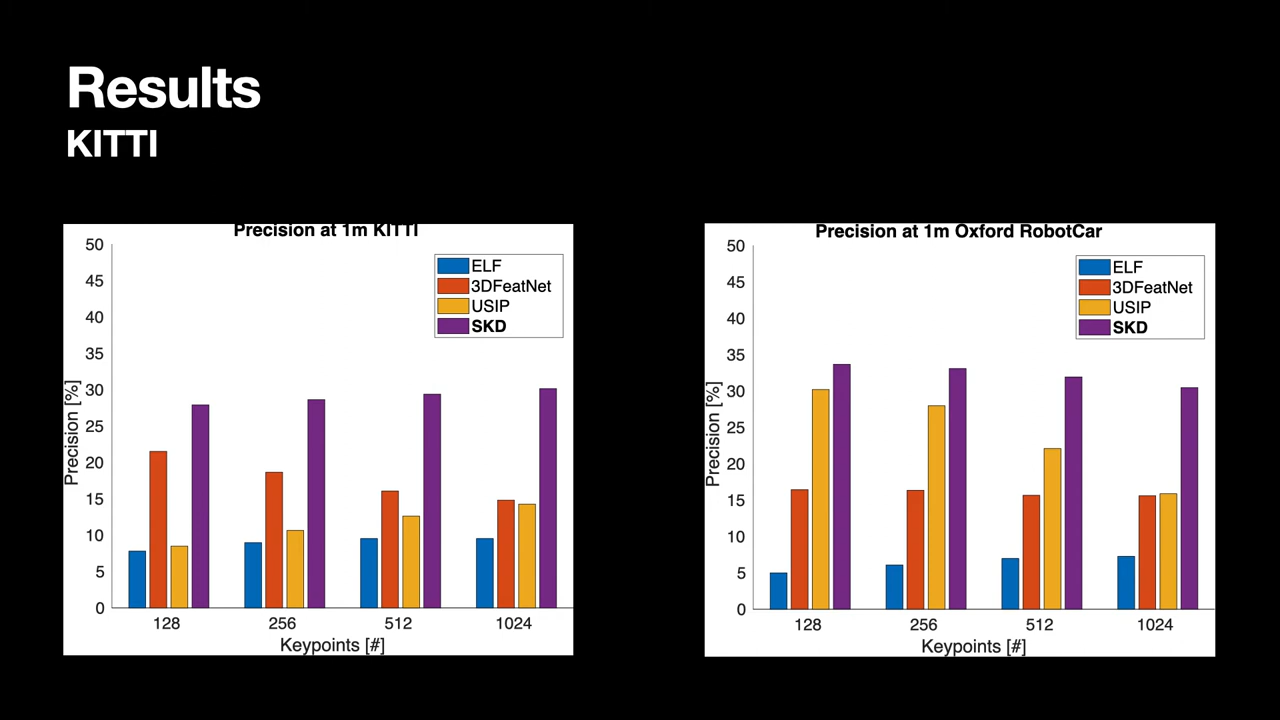 Results
KITTI
Precision at 1m KITTI
50
45
40
35
30
25
20
15
10
5
0
Precision [%]
ELF
3DFeatNet
USIP
SKD
128 256 512 1024
Keypoints [#]
Precision at 1m Oxford RobotCar
50
45
40
35
30
25
20
15
10
5
0
Precision [%]
ELF
3DFeatNet
USIP
SKD
128 256 512 1024
Keypoints [#]